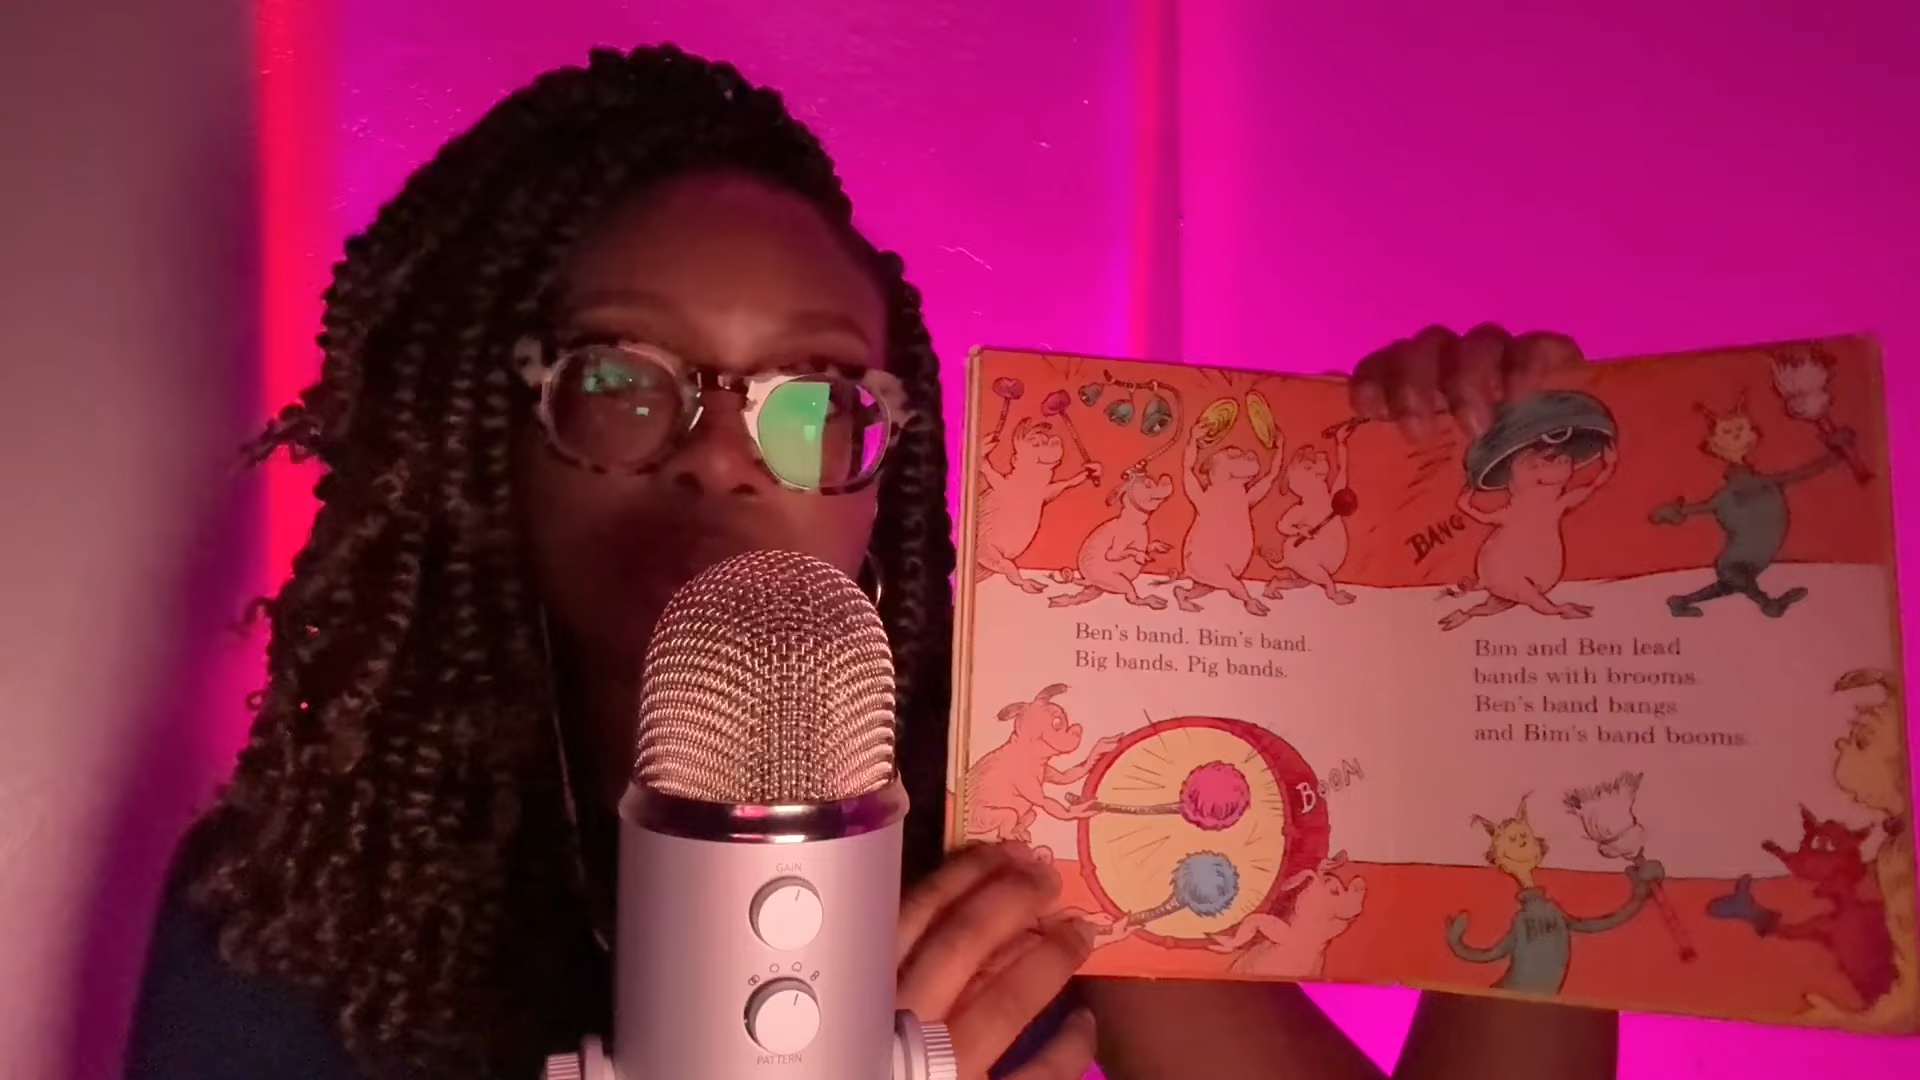 BANG
Ben's band. Bim's band.
Big bands. Pig bands.
BOOM
Bim and Ben lead
bands with brooms.
Ben's band bangs
and Bim's band booms.
BIM
GAIN
PATTERN